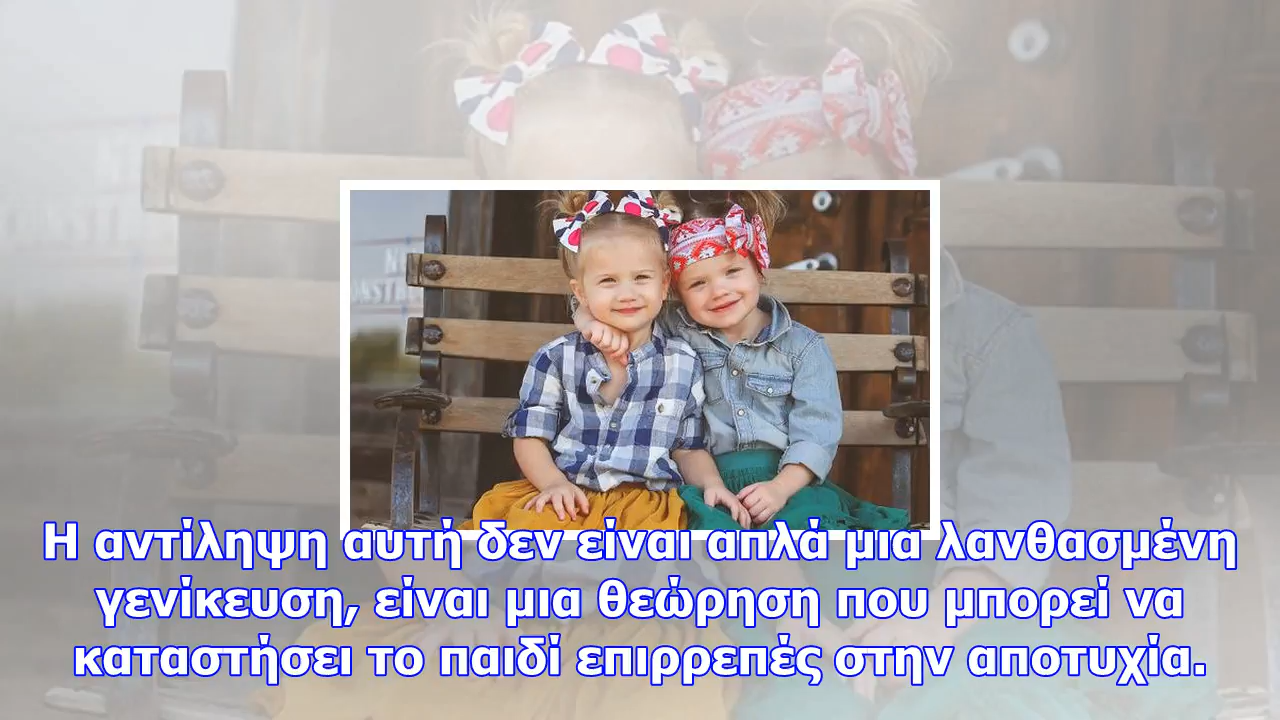 Η αντίληψη αυτή δεν είναι απλά μια λανθασμένη
γενίκευση, είναι μια θεώρηση που μπορεί να
καταστήσει το παιδί επιρρεπές στην αποτυχία.